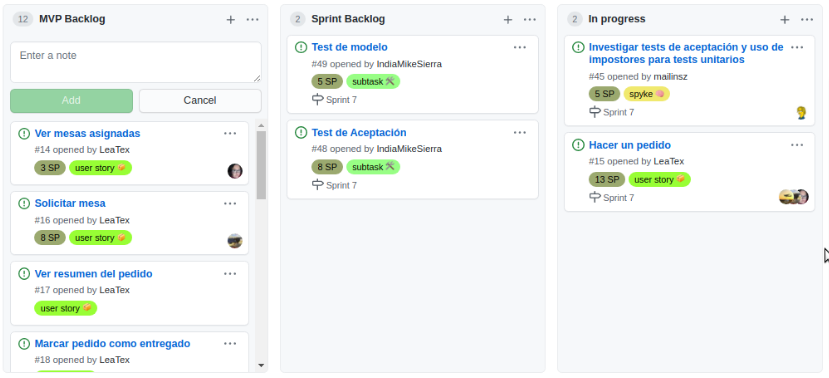 12 MVP Backlog
Enter a note
Add Cancel
Ver mesas asignadas
#14 opened by LeaTex
3 SP user story
Solicitar mesa
#16 opened by LeaTex
8 SP user story
Ver resumen del pedido
#17 opened by LeaTex
user story
Marcar pedido como entregado
#18 opened by LeaTex
2 Sprint Backlog
Test de modelo
#49 opened by IndiaMikeSierra
5 SP subtask
Sprint 7
Test de Aceptación
#48 opened by IndiaMikeSierra
8 SP subtask
Sprint 7
2 In progress
Investigar tests de aceptación y uso de
impostores para tests unitarios
#45 opened by mailinsz
5 SP spyke
Sprint 7
Hacer un pedido
#15 opened by LeaTex
13 SP user story
Sprint 7